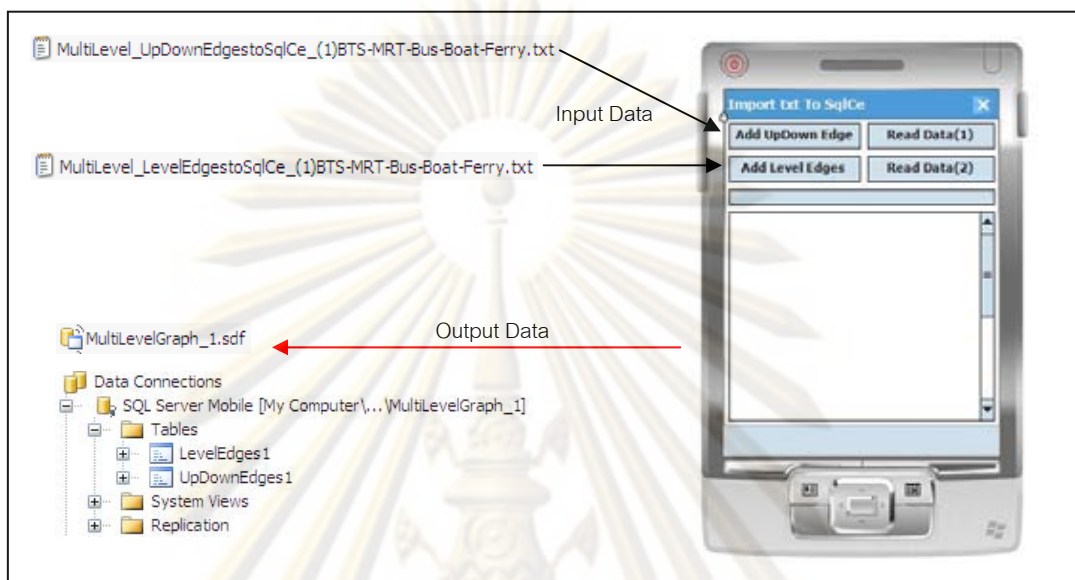 MultiLevel_UpDownEdgestoSqlCe_(1)BTS-MRT-Bus-Boat-Ferry.txt
Input Data
MultiLevel_LevelEdgestoSqlCe_(1)BTS-MRT-Bus-Boat-Ferry.txt
Import txt To SqlCe
Add UpDown Edge
Read Data(1)
Add Level Edges
Read Data(2)
Output Data
MultiLevelGraph_1.sdf
Data Connections
SQL Server Mobile [My Computer\...\MultiLevelGraph_1]
Tables
LevelEdges1
UpDownEdges1
System Views
Replication